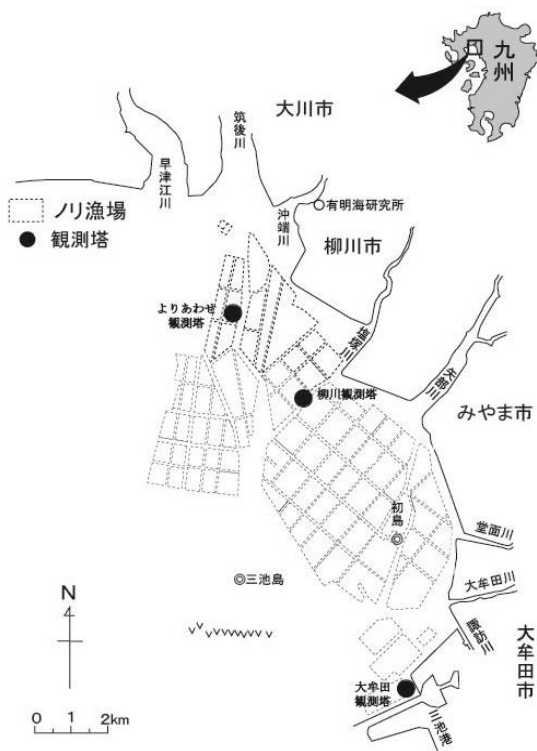 九州
大川市
筑後川
早津江川
ノリ漁場
観測塔
沖端川
有明海研究所
柳川市
よりあわせ
観測塔
塩塚川
矢部川
柳川観測塔
みやま市
初島
堂面川
三池島
大牟田川
諏訪川
大牟田市
N
大牟田
観測塔
三池港
0 1 2km